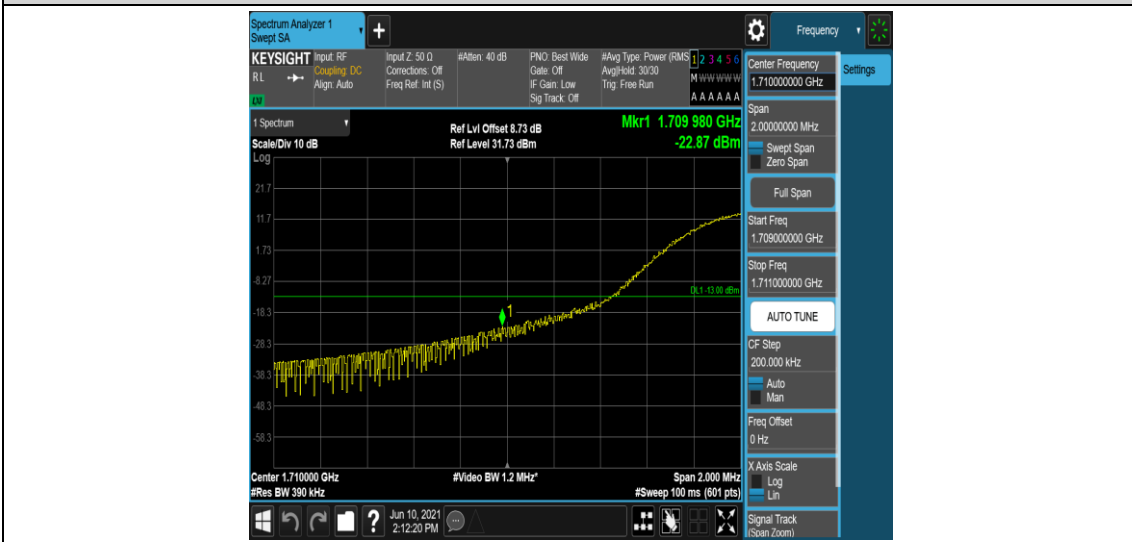 Spectrum Analyzer 1
Swept SA
+
Frequency
KEYSIGHT
Input: RF
Coupling: DC
Align: Auto
Input Z: 50 Ω
Corrections: Off
Freq Ref: Int (S)
#Atten: 40 dB
PNO: Best Wide
Gate: Off
IF Gain: Low
Sig Track: Off
#Avg Type: Power (RMS
Avg|Hold: 30/30
Trig: Free Run
1 2 3 4 5 6
M W W W W W
A A A A A A
R L
LXI
1 Spectrum
Scale/Div 10 dB
Log
Ref Lvl Offset 8.73 dB
Ref Level 31.73 dBm
Mkr1 1.709 980 GHz
-22.87 dBm
21.7
11.7
1.73
-8.27
-18.3
-28.3
-38.3
-48.3
-58.3
DL1 -13.00 dBm
1
Center 1.710000 GHz
#Res BW 390 kHz
#Video BW 1.2 MHz*
Span 2.000 MHz
#Sweep 100 ms (601 pts)
Center Frequency
1.710000000 GHz
Settings
Span
2.00000000 MHz
Swept Span
Zero Span
Full Span
Start Freq
1.709000000 GHz
Stop Freq
1.711000000 GHz
AUTO TUNE
CF Step
200.000 kHz
Auto
Man
Freq Offset
0 Hz
X Axis Scale
Log
Lin
Signal Track
(Span Zoom)
?
Jun 10, 2021
2:12:20 PM